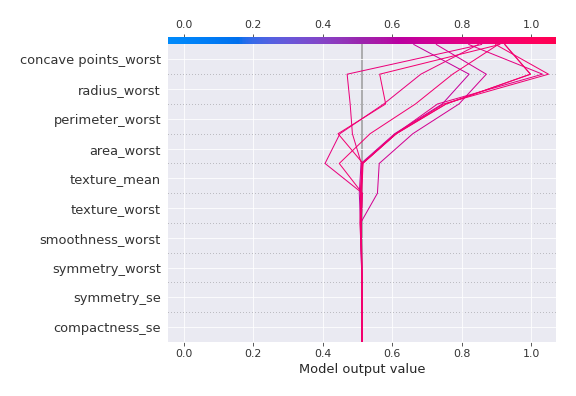 0.0 0.2 0.4 0.6 0.8 1.0
concave points_worst
radius_worst
perimeter_worst
area_worst
texture_mean
texture_worst
smoothness_worst
symmetry_worst
symmetry_se
compactness_se
0.0 0.2 0.4 0.6 0.8 1.0
Model output value